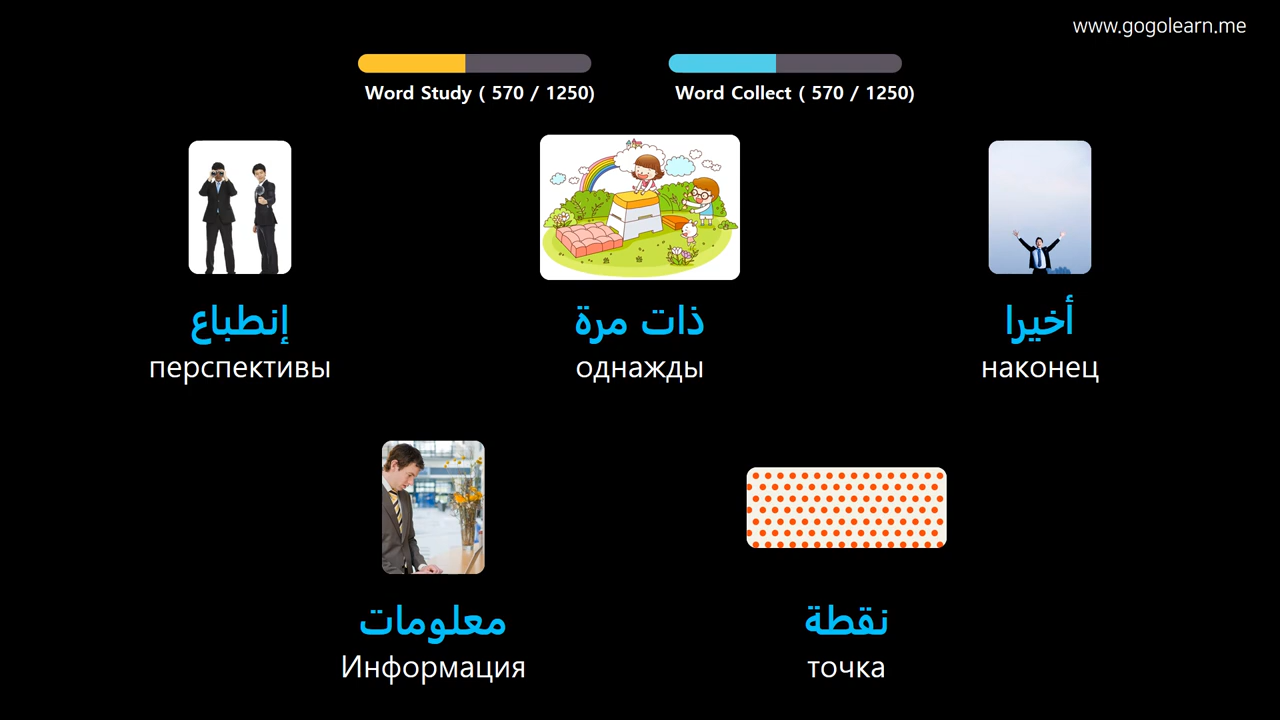 www.gogolearn.me
Word Study ( 570 / 1250)
Word Collect ( 570 / 1250)
إنطباع
перспективы
ذات مرة
однажды
أخيرا
наконец
معلومات
Информация
نقطة
точка